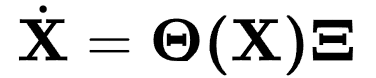 Ẋ = Θ(X)Ξ